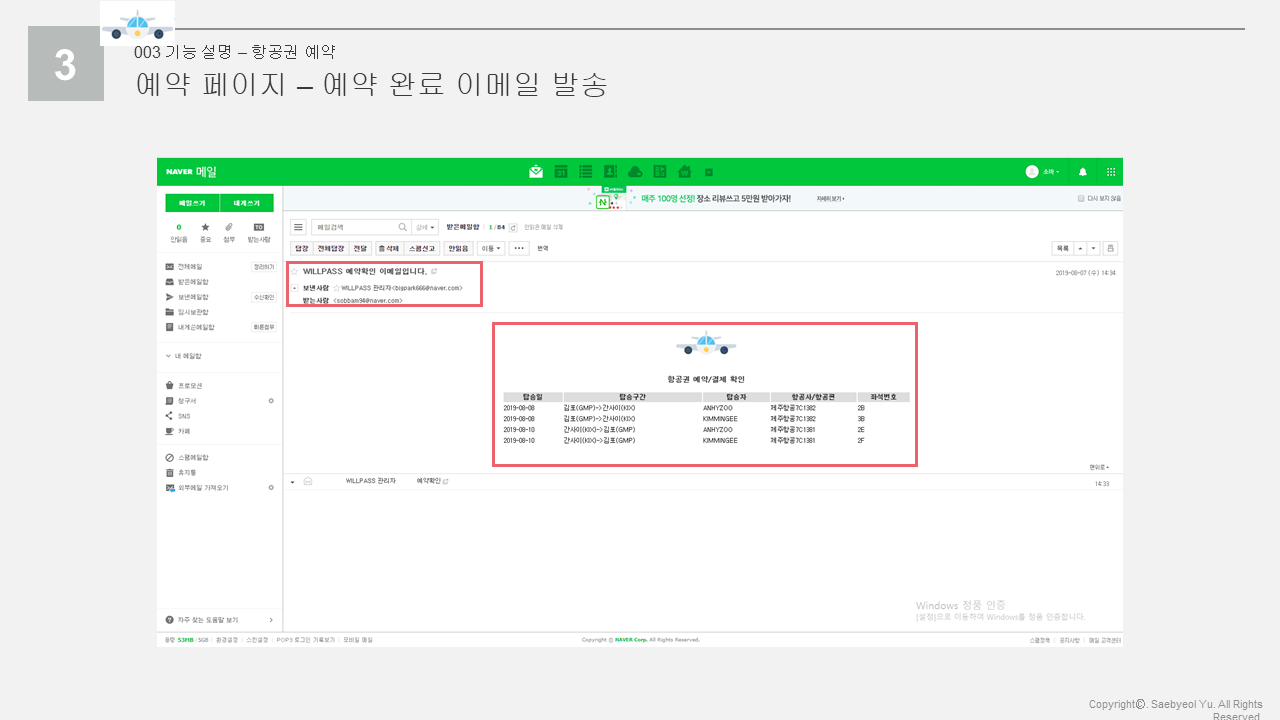 3
003 기능 설명 – 항공권 예약
예약 페이지 – 예약 완료 이메일 발송
NAVER 메일
31
소바
메일쓰기 내게쓰기
매주 100명 선정! 장소 리뷰쓰고 5만원 받아가자! 자세히 보기
다시 보지 않음
0
TO
안읽음 중요 첨부 받는사람
메일검색 상세 받은메일함 1 / 84 안읽은 메일 삭제
답장 전체답장 전달 삭제 스팸신고 안읽음 이동 번역 목록
전체메일 정리하기
받은메일함
보낸메일함 수신확인
임시보관함
내게쓴메일함 빠른첨부
내 메일함
프로모션
청구서
SNS
카페
스팸메일함
휴지통
외부메일 가져오기
WILLPASS 예약확인 이메일입니다.
2019-08-07 (수) 14:34
보낸사람 WILLPASS 관리자<bigpark666@naver.com>
받는사람 <sobbam94@naver.com>
항공권 예약/결제 확인
탑승일 탑승구간 탑승자 항공사/항공편 좌석번호
2019-08-08 김포(GMP)->간사이(KIX) ANHYZOO 제주항공7C1382 2B
2019-08-08 김포(GMP)->간사이(KIX) KIMMINGEE 제주항공7C1382 3B
2019-08-10 간사이(KIX)->김포(GMP) ANHYZOO 제주항공7C1381 2E
2019-08-10 간사이(KIX)->김포(GMP) KIMMINGEE 제주항공7C1381 2F
맨위로
WILLPASS 관리자 예약확인 14:33
Windows 정품 인증
[설정]으로 이동하여 Windows를 정품 인증합니다.
자주 찾는 도움말 보기
용량 53MB / 5GB 환경설정 스킨설정 POP3 로그인 기록보기 모바일 메일
Copyright © NAVER Corp. All Rights Reserved.
스팸정책 공지사항 메일 고객센터
Copyright©. Saebyeol Yu. All Rights
Reserved.